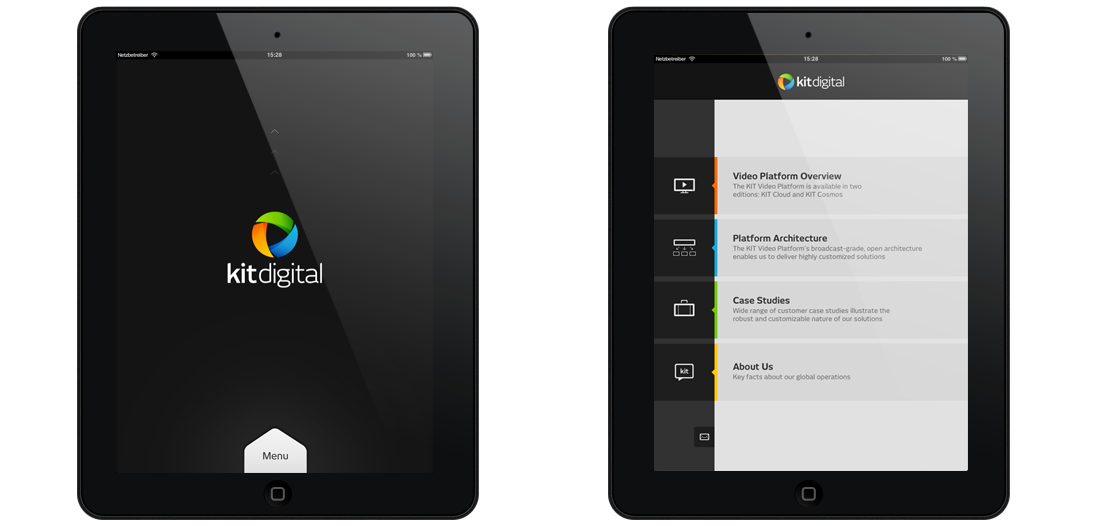 Netzbetreiber 15:28 100 %
kitdigital
Menu
Netzbetreiber 15:28 100 %
kitdigital
Video Platform Overview
The KIT Video Platform is available in two
editions: KIT Cloud and KIT Cosmos
Platform Architecture
The KIT Video Platform's broadcast-grade, open architecture
enables us to deliver highly customized solutions
Case Studies
Wide range of customer case studies illustrate the
robust and customizable nature of our solutions
kit
About Us
Key facts about our global operations